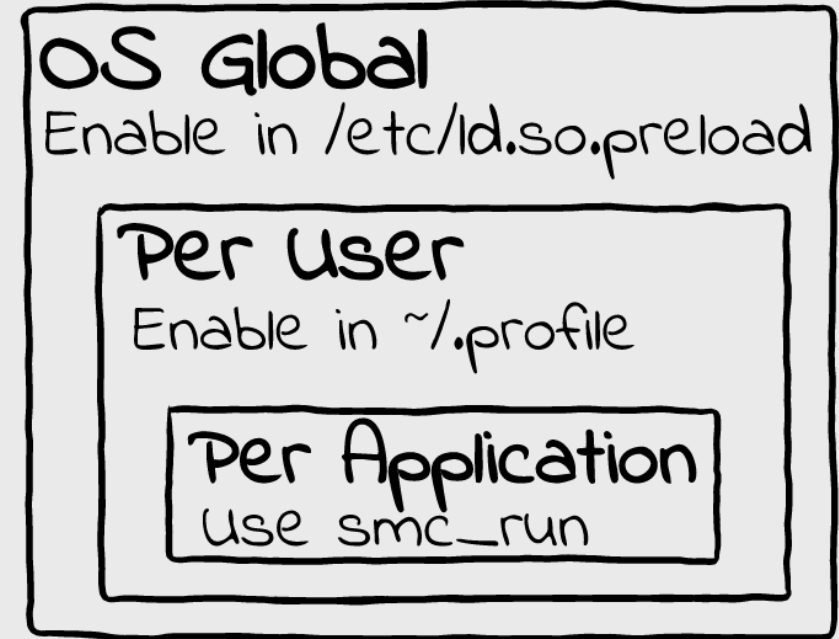 OS Global
Enable in /etc/ld.so.preload
Per User
Enable in ~/.profile
Per Application
Use smc_run